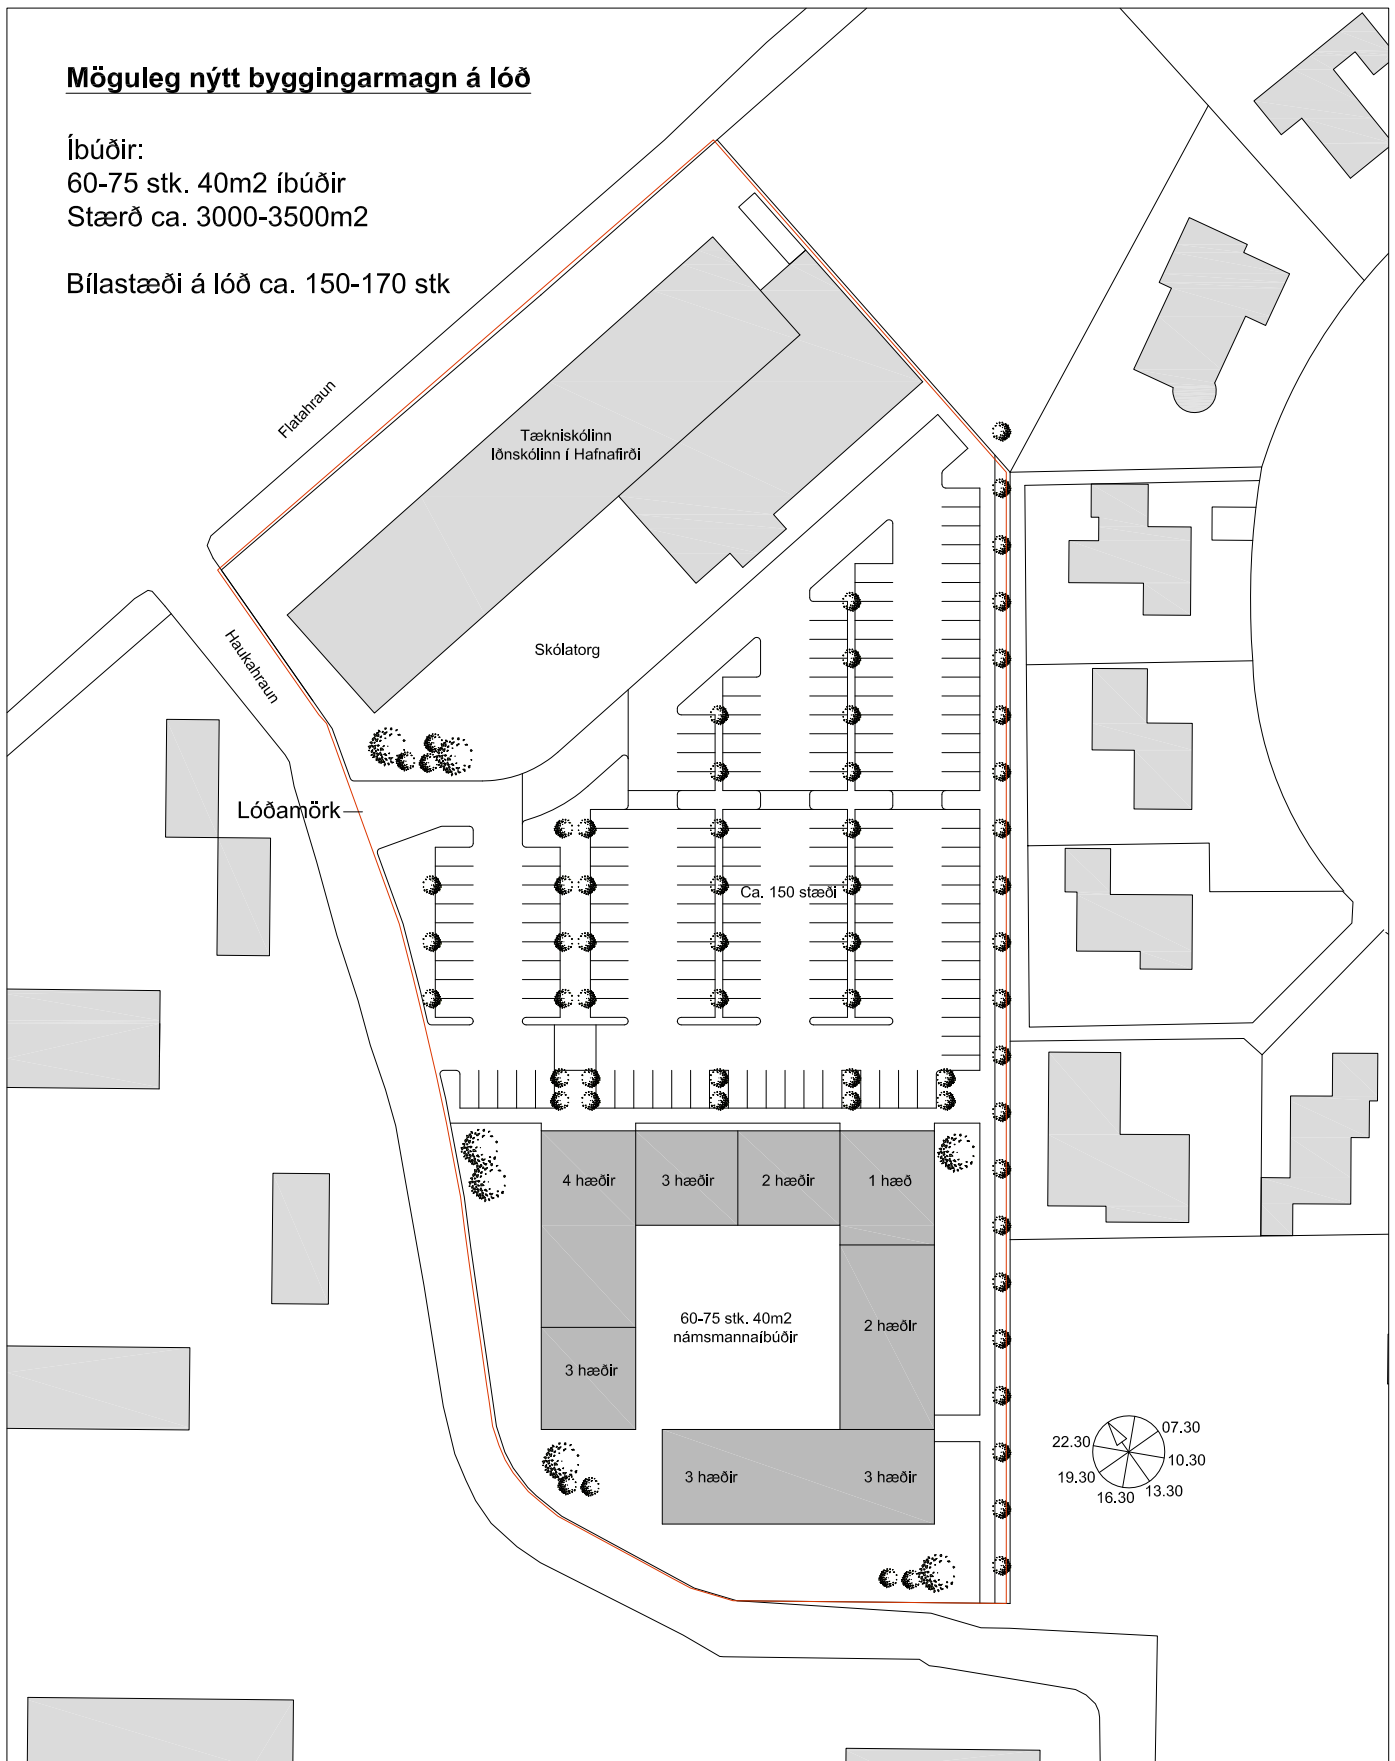 Möguleg nýtt byggingarmagn á lóð
Íbúðir:
60-75 stk. 40m2 íbúðir
Stærð ca. 3000-3500m2
Bílastæði á lóð ca. 150-170 stk
Flatahraun
Tækniskólinn
Iðnskólinn í Hafnafirði
Haukahraun
Skólatorg
Lóðamörk
Ca. 150 stæði
4 hæðir
3 hæðir
2 hæðir
1 hæð
60-75 stk. 40m2
námsmannaíbúðir
2 hæðir
3 hæðir
3 hæðir
3 hæðir
07.30
22.30
10.30
19.30
13.30
16.30